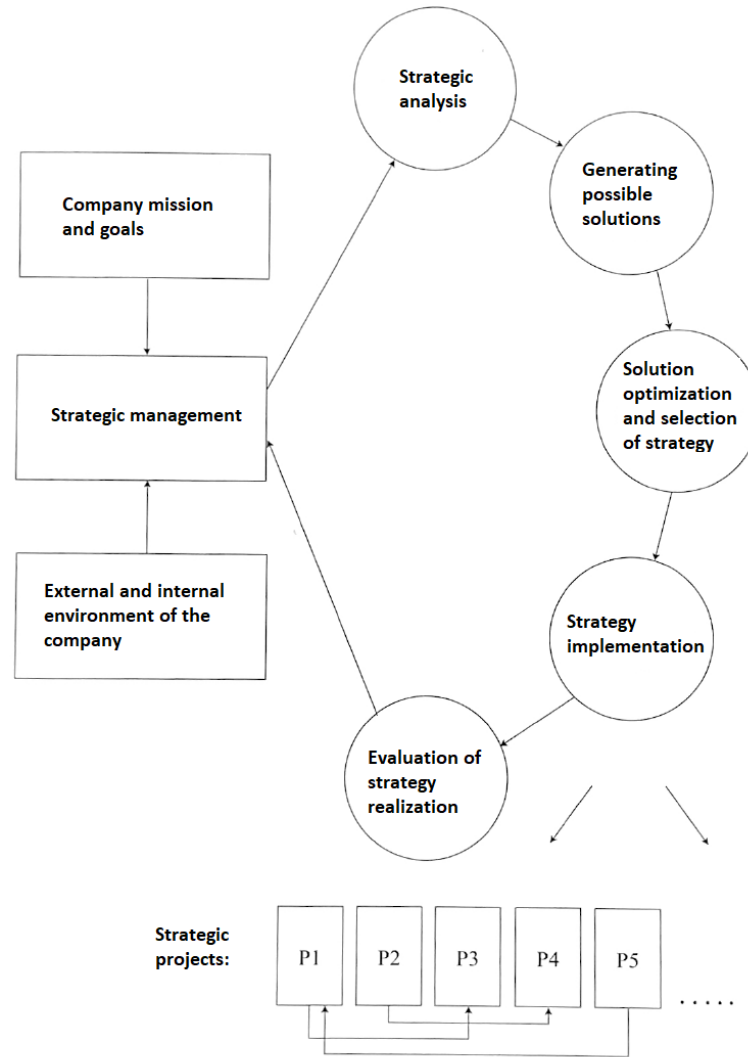 Strategic
analysis
Generating
possible
solutions
Company mission
and goals
Solution
optimization
and selection
of strategy
Strategic management
External and internal
environment of the
company
Strategy
implementation
Evaluation of
strategy
realization
Strategic
projects:
P1 P2 P3 P4 P5 .....